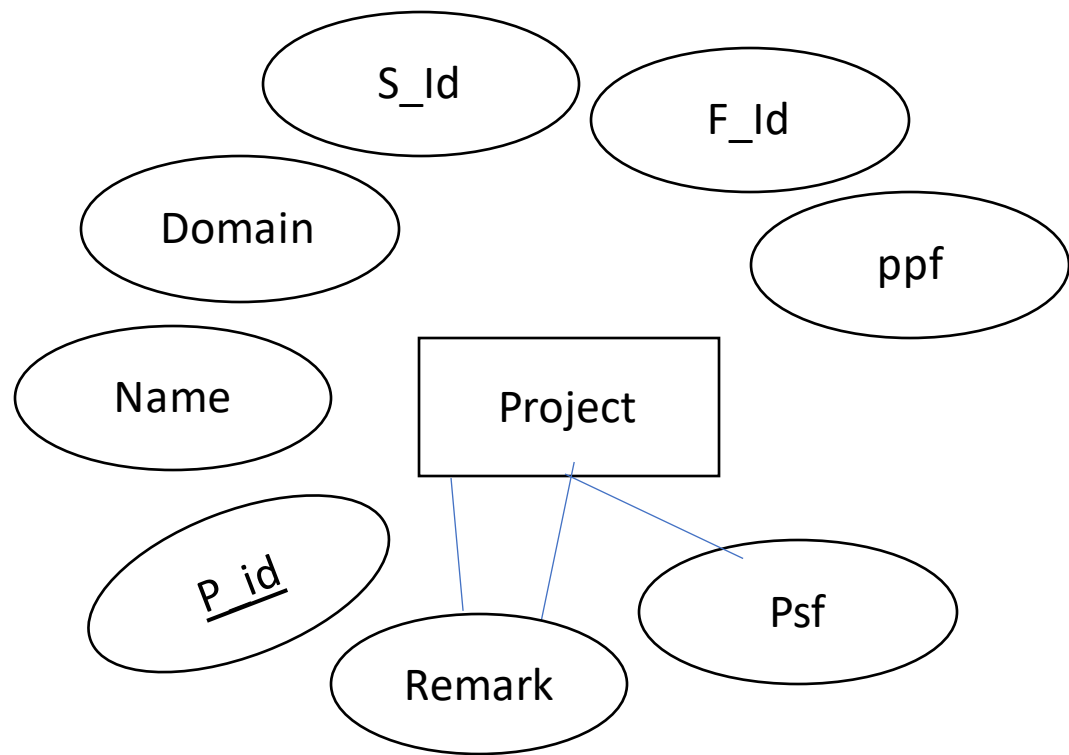 S_Id
F_Id
Domain
ppf
Name
Project
P_id
Psf
Remark